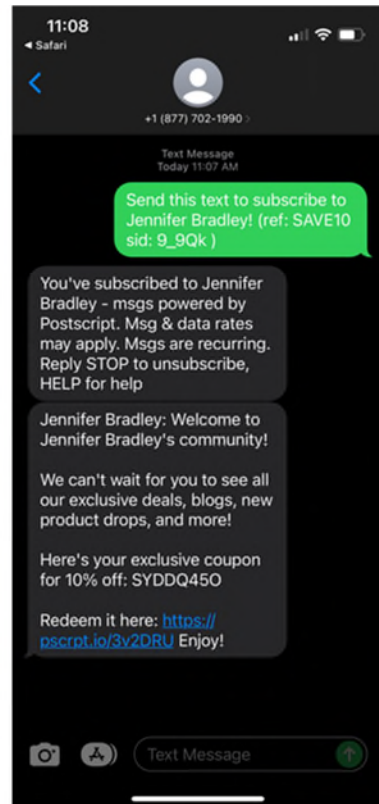 11:08
◀ Safari
+1 (877) 702-1990 >
Text Message
Today 11:07 AM
Send this text to subscribe to
Jennifer Bradley! (ref: SAVE10
sid: 9_9Qk )
You've subscribed to Jennifer
Bradley - msgs powered by
Postscript. Msg & data rates
may apply. Msgs are recurring.
Reply STOP to unsubscribe,
HELP for help
Jennifer Bradley: Welcome to
Jennifer Bradley's community!
We can't wait for you to see all
our exclusive deals, blogs, new
product drops, and more!
Here's your exclusive coupon
for 10% off: SYDDQ45O
Redeem it here: https://
pscrpt.io/3v2DRU Enjoy!
Text Message